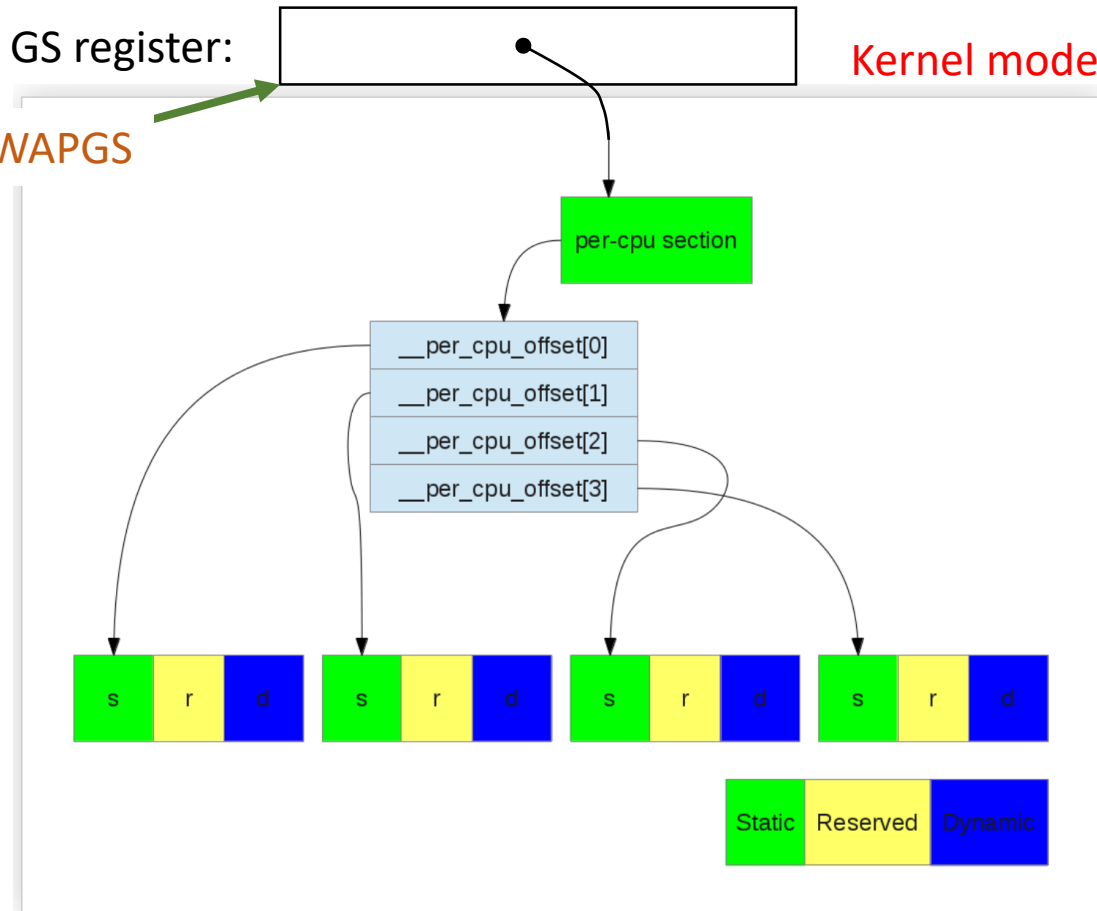 GS register:
Kernel mode
WAPGS
per-cpu section
__per_cpu_offset[0]
__per_cpu_offset[1]
__per_cpu_offset[2]
__per_cpu_offset[3]
s r d s r d s r d s r d
Static Reserved Dynamic